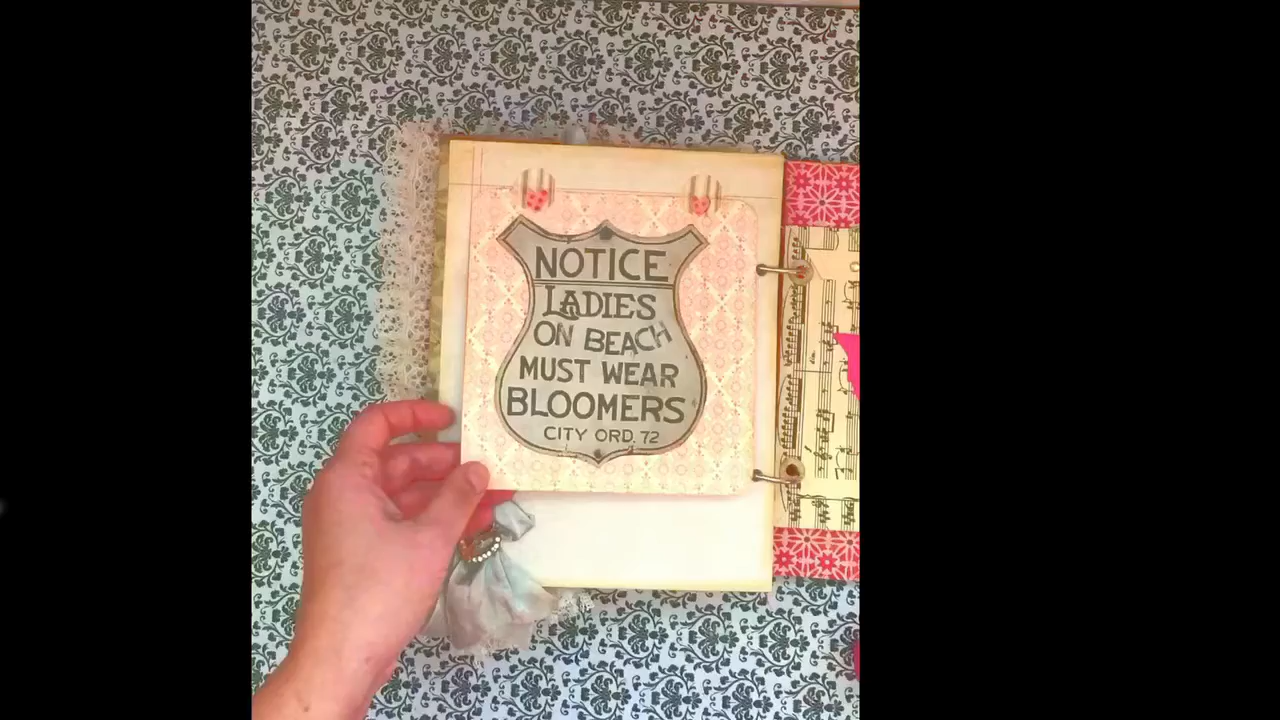 NOTICE
LADIES
ON BEACH
MUST WEAR
BLOOMERS
CITY ORD. 72